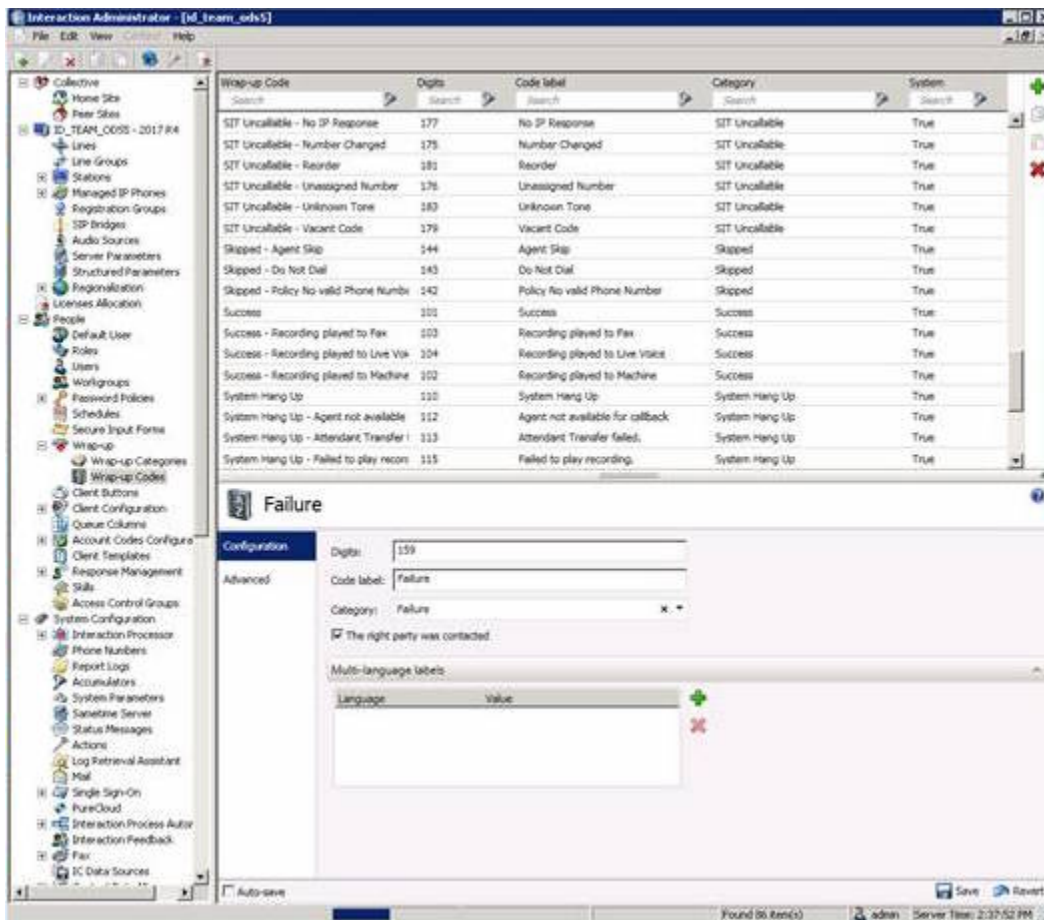 Interaction Administrator - [id_team_ods5]
File Edit View Context Help
Collective
Home Site
Peer Sites
ID_TEAM_ODS5 - 2017 R4
Lines
Line Groups
Stations
Managed IP Phones
Registration Groups
SIP Bridges
Audio Sources
Server Parameters
Structured Parameters
Regionalization
Licenses Allocation
People
Default User
Roles
Users
Workgroups
Password Policies
Schedules
Secure Input Forms
Wrap-up
Wrap-up Categories
Wrap-up Codes
Client Buttons
Client Configuration
Queue Columns
Account Codes Configura
Client Templates
Response Management
Skills
Access Control Groups
System Configuration
Interaction Processor
Phone Numbers
Report Logs
Accumulators
System Parameters
Sametime Server
Status Messages
Actions
Log Retrieval Assistant
Mail
Single Sign-On
PureCloud
Interaction Process Autor
Interaction Feedback
Fax
IC Data Sources
Wrap-up Code Digits Code label Category System
Search Search Search Search Search
SIT Uncallable - No IP Response 177 No IP Response SIT Uncallable True
SIT Uncallable - Number Changed 175 Number Changed SIT Uncallable True
SIT Uncallable - Reorder 181 Reorder SIT Uncallable True
SIT Uncallable - Unassigned Number 176 Unassigned Number SIT Uncallable True
SIT Uncallable - Unknown Tone 183 Unknown Tone SIT Uncallable True
SIT Uncallable - Vacant Code 179 Vacant Code SIT Uncallable True
Skipped - Agent Skip 144 Agent Skip Skipped True
Skipped - Do Not Dial 143 Do Not Dial Skipped True
Skipped - Policy No valid Phone Numbe 142 Policy No valid Phone Number Skipped True
Success 101 Success Success True
Success - Recording played to Fax 103 Recording played to Fax Success True
Success - Recording played to Live Voi 104 Recording played to Live Voice Success True
Success - Recording played to Machine 102 Recording played to Machine Success True
System Hang Up 110 System Hang Up System Hang Up True
System Hang Up - Agent not available 112 Agent not available for callback System Hang Up True
System Hang Up - Attendant Transfer 113 Attendant Transfer failed. System Hang Up True
System Hang Up - Failed to play record 115 Failed to play recording. System Hang Up True
Failure
Configuration
Advanced
Digits: 159
Code label: Failure
Category: Failure
The right party was contacted
Multi-language labels
Language Value
Auto-save
Save Revert
Found 86 item(s) admin Server Time: 2:37:52 PM